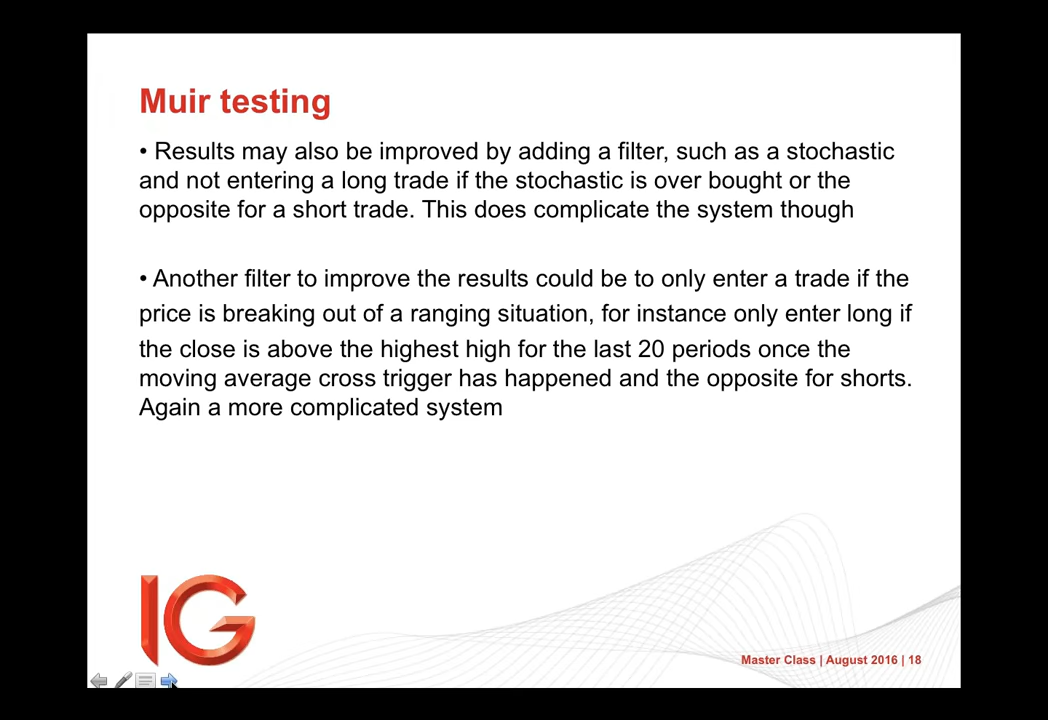 Muir testing
• Results may also be improved by adding a filter, such as a stochastic
and not entering a long trade if the stochastic is over bought or the
opposite for a short trade. This does complicate the system though
• Another filter to improve the results could be to only enter a trade if the
price is breaking out of a ranging situation, for instance only enter long if
the close is above the highest high for the last 20 periods once the
moving average cross trigger has happened and the opposite for shorts.
Again a more complicated system
IG
Master Class | August 2016 | 18